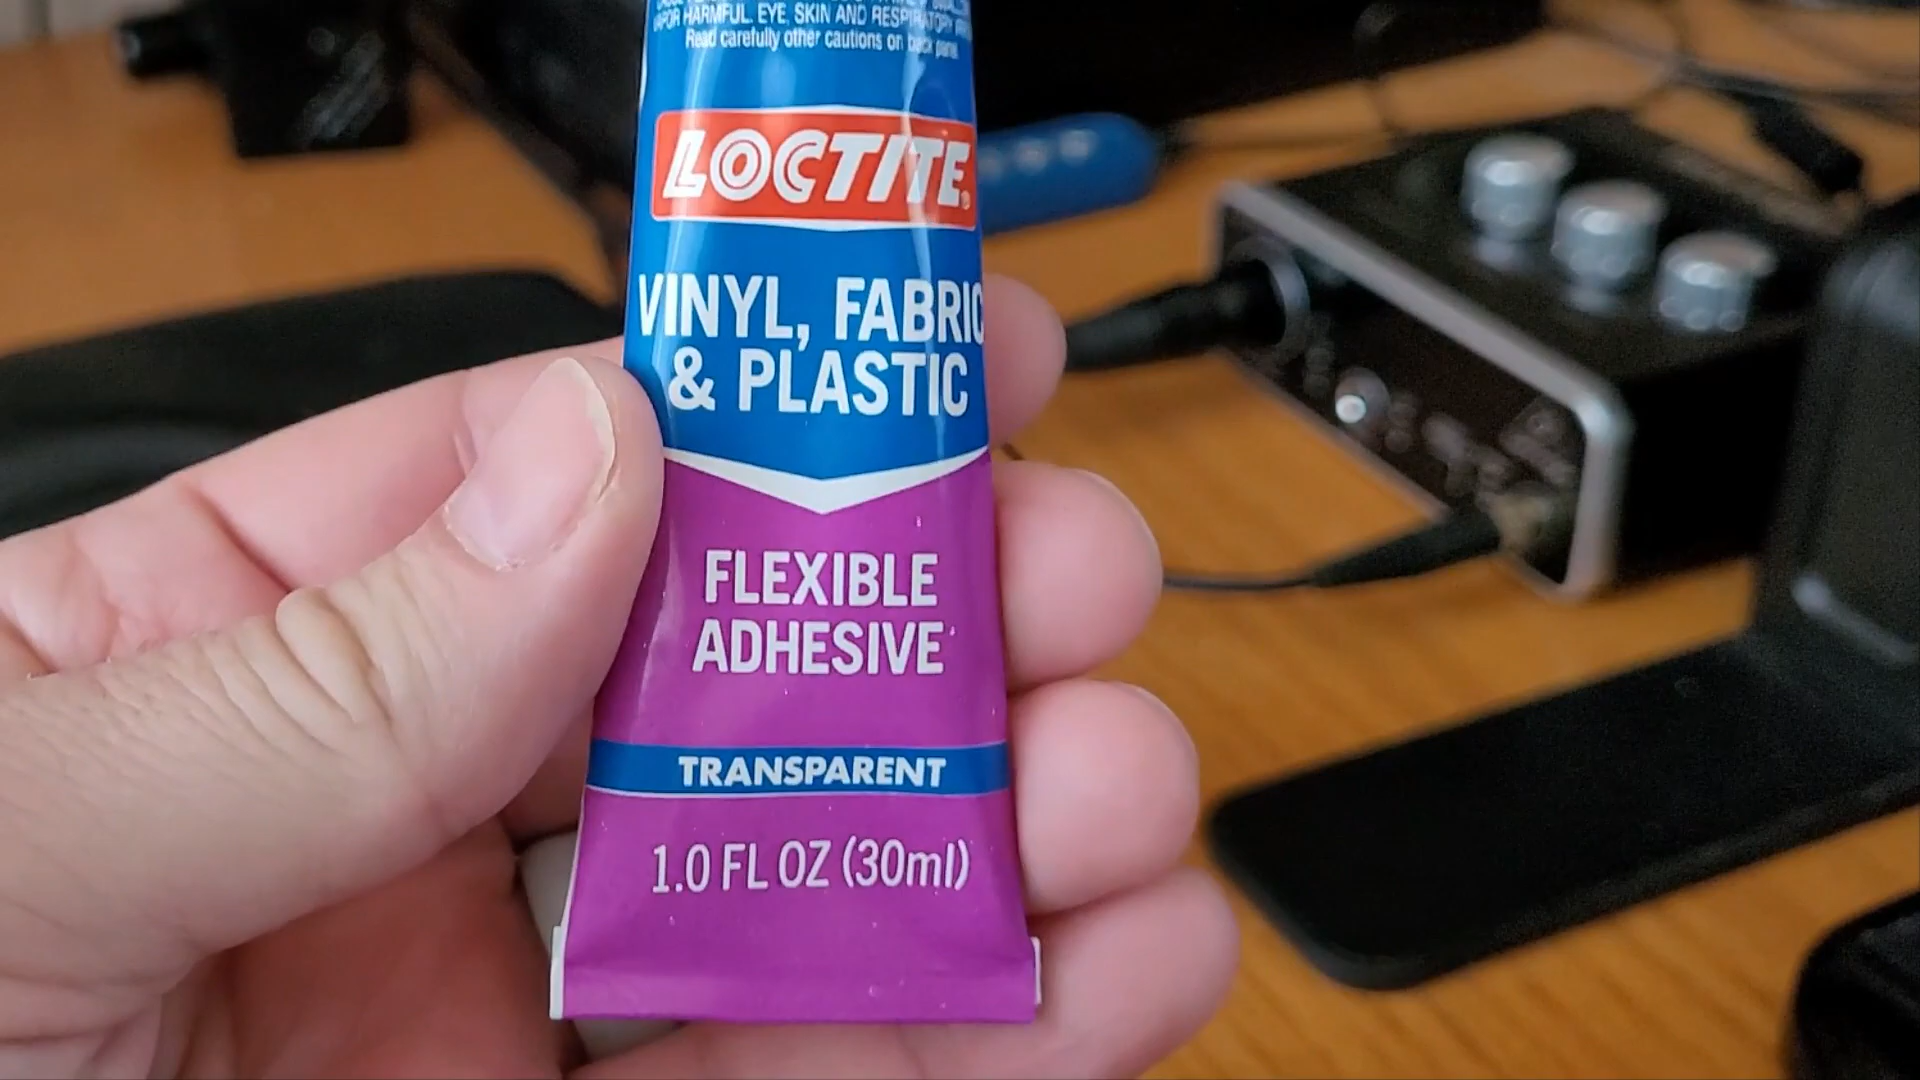 VAPOR HARMFUL. EYE, SKIN AND RESPIRATORY
Read carefully other cautions on back panel.
LOCTITE®
VINYL, FABRIC
& PLASTIC
FLEXIBLE
ADHESIVE
TRANSPARENT
1.0 FL OZ (30ml)